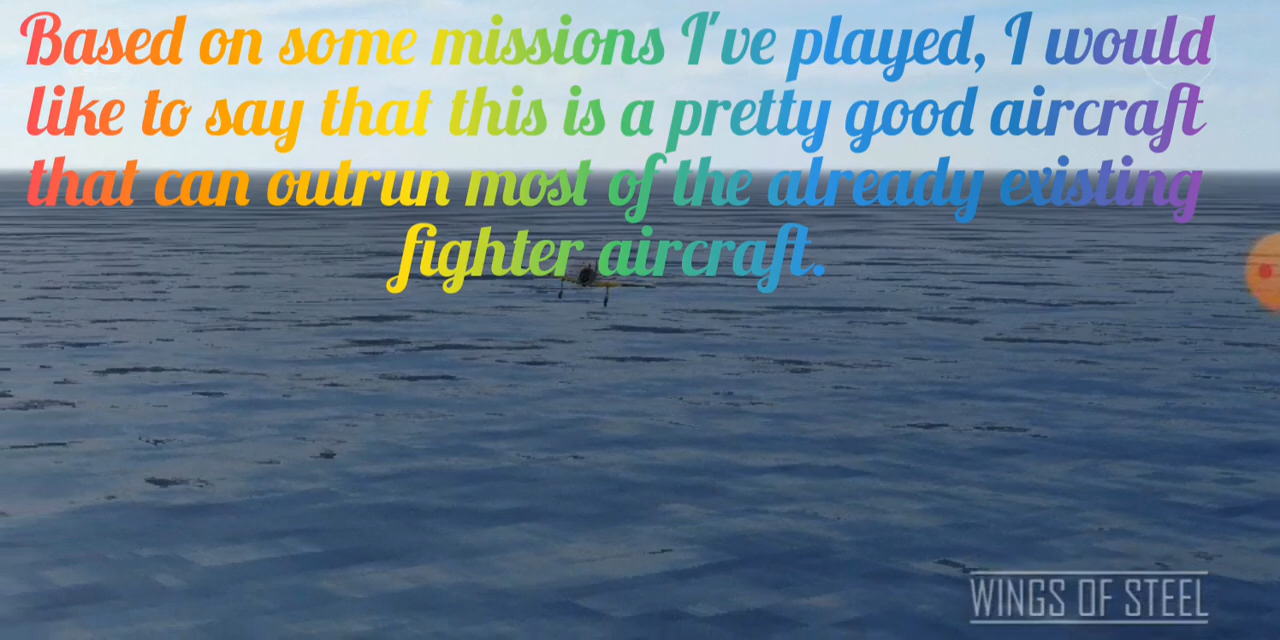 Based on some missions I've played, I would
like to say that this is a pretty good aircraft
that can outrun most of the already existing
fighter aircraft.
WINGS OF STEEL